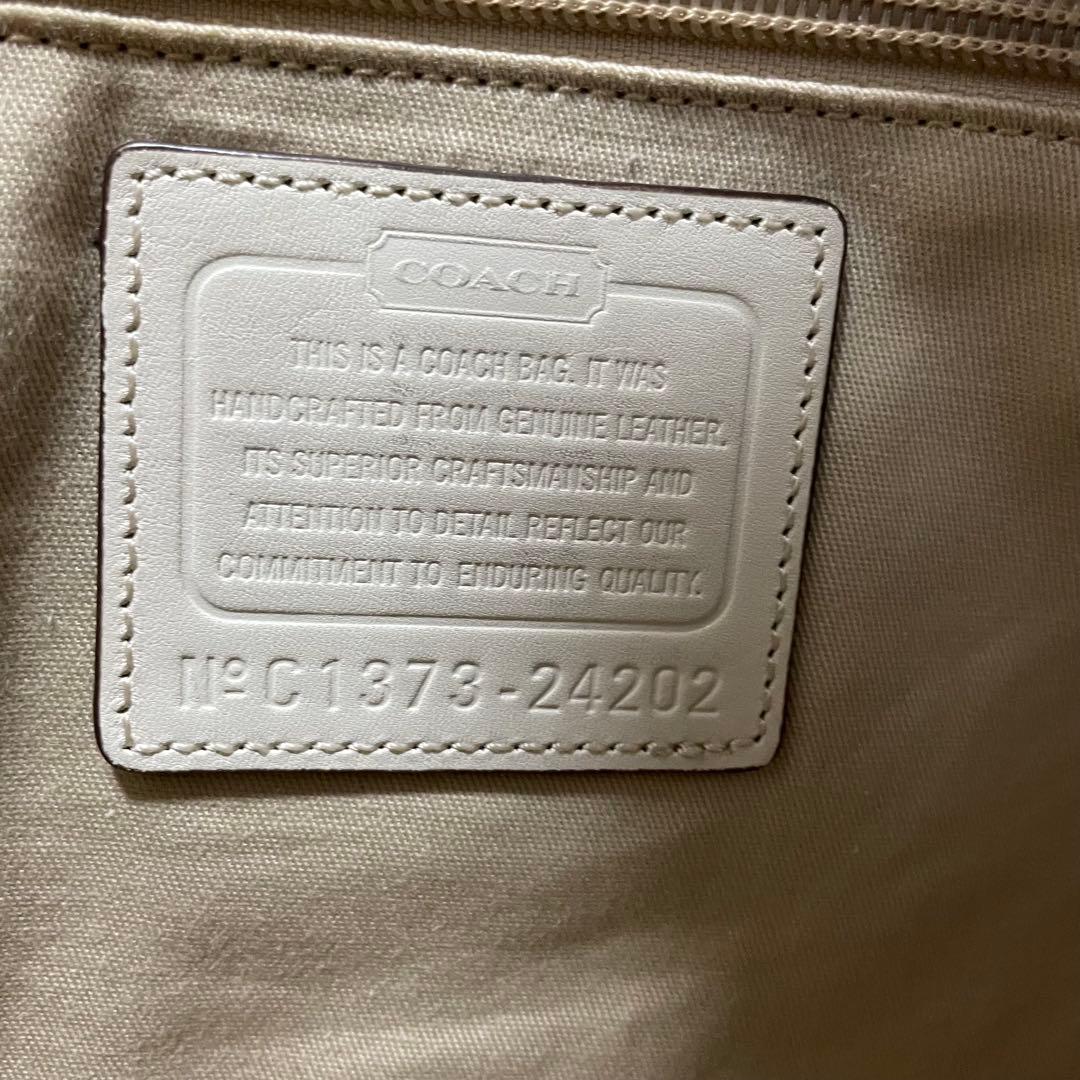 COACH
THIS IS A COACH BAG. IT WAS
HANDCRAFTED FROM GENUINE LEATHER.
ITS SUPERIOR CRAFTSMANSHIP AND
ATTENTION TO DETAIL REFLECT OUR
COMMITMENT TO ENDURING QUALITY.
Nº C1373-24202